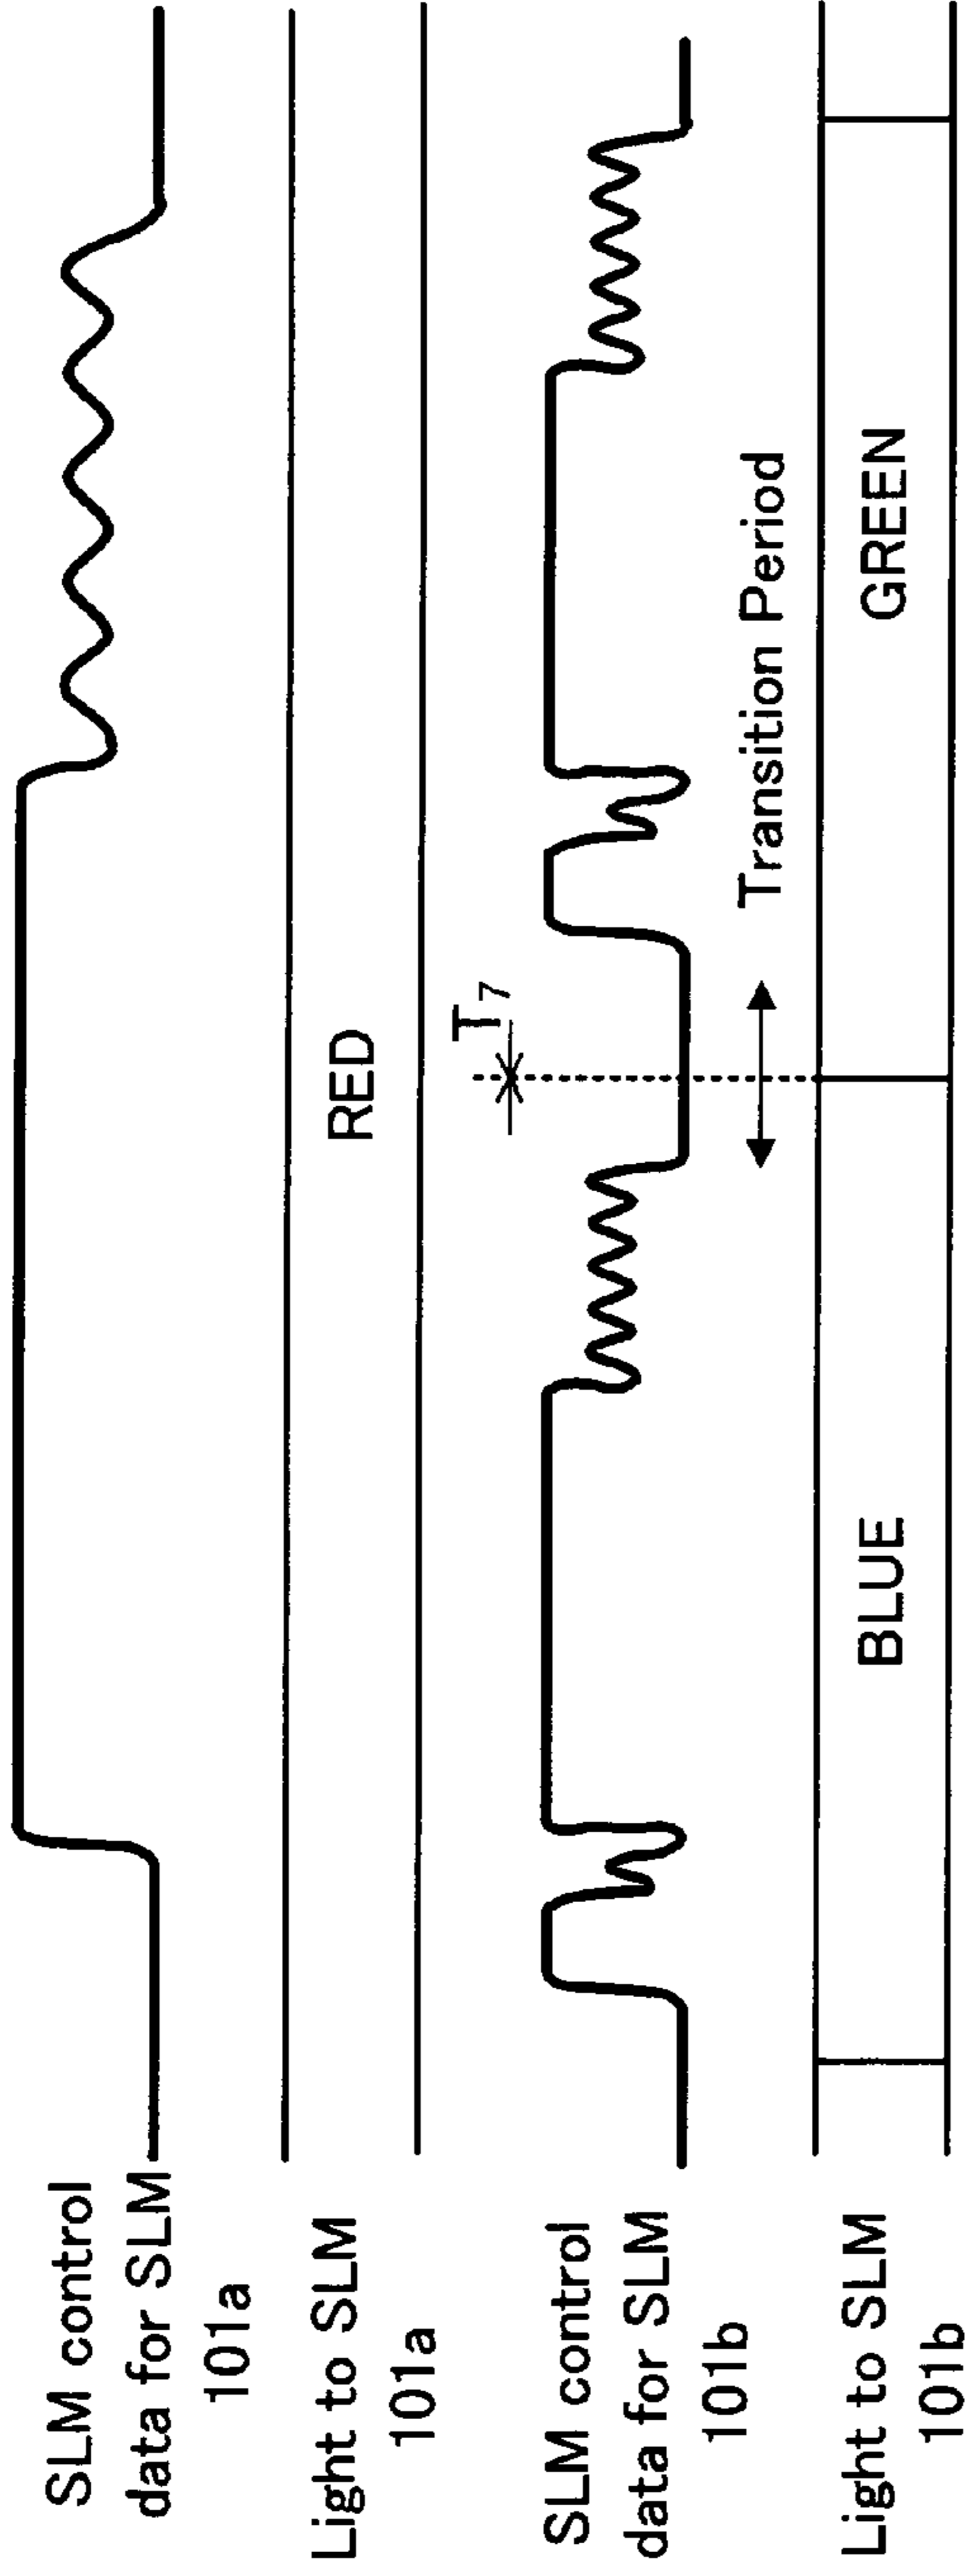 SLM control
data for SLM
101a
Light to SLM
101a
RED
SLM control
data for SLM
101b
T7
Transition Period
Light to SLM
101b
BLUE
GREEN